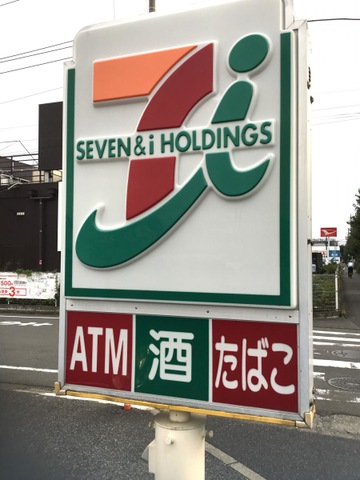 SEVEN & i HOLDINGS
ATM 酒 たばこ